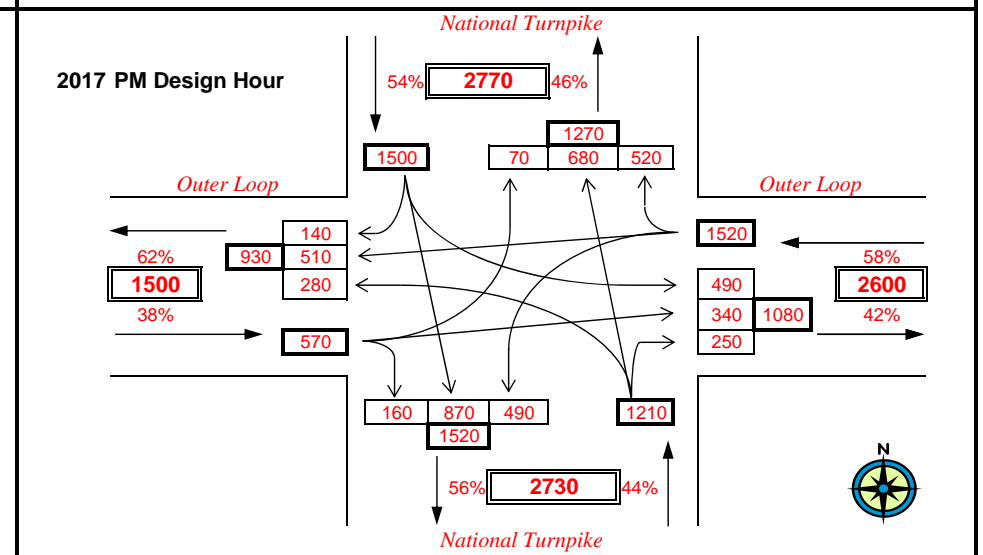 National Turnpike
2017 PM Design Hour
54% 2770 46%
1270
1500 70 680 520
Outer Loop Outer Loop
140 1520
62% 930 510 58%
1500 280 490 2600
38% 340 1080 42%
570 250
160 870 490 1210
1520
N
56% 2730 44%
National Turnpike